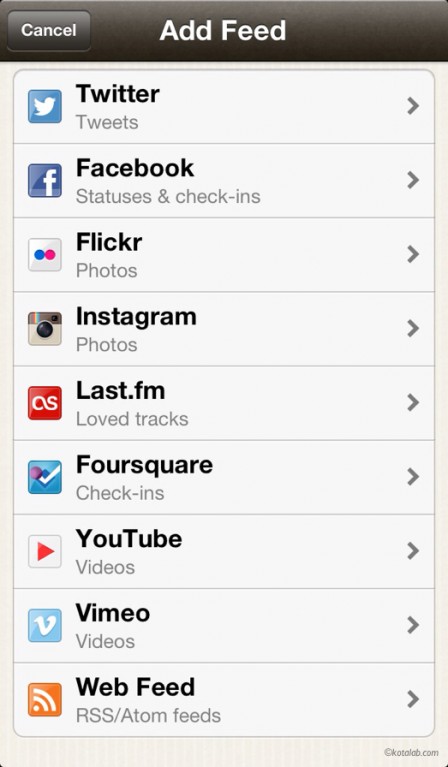 Cancel
Add Feed
Twitter
Tweets
Facebook
Statuses & check-ins
Flickr
Photos
Instagram
Photos
Last.fm
Loved tracks
Foursquare
Check-ins
YouTube
Videos
Vimeo
Videos
Web Feed
RSS/Atom feeds
©kotalab.com